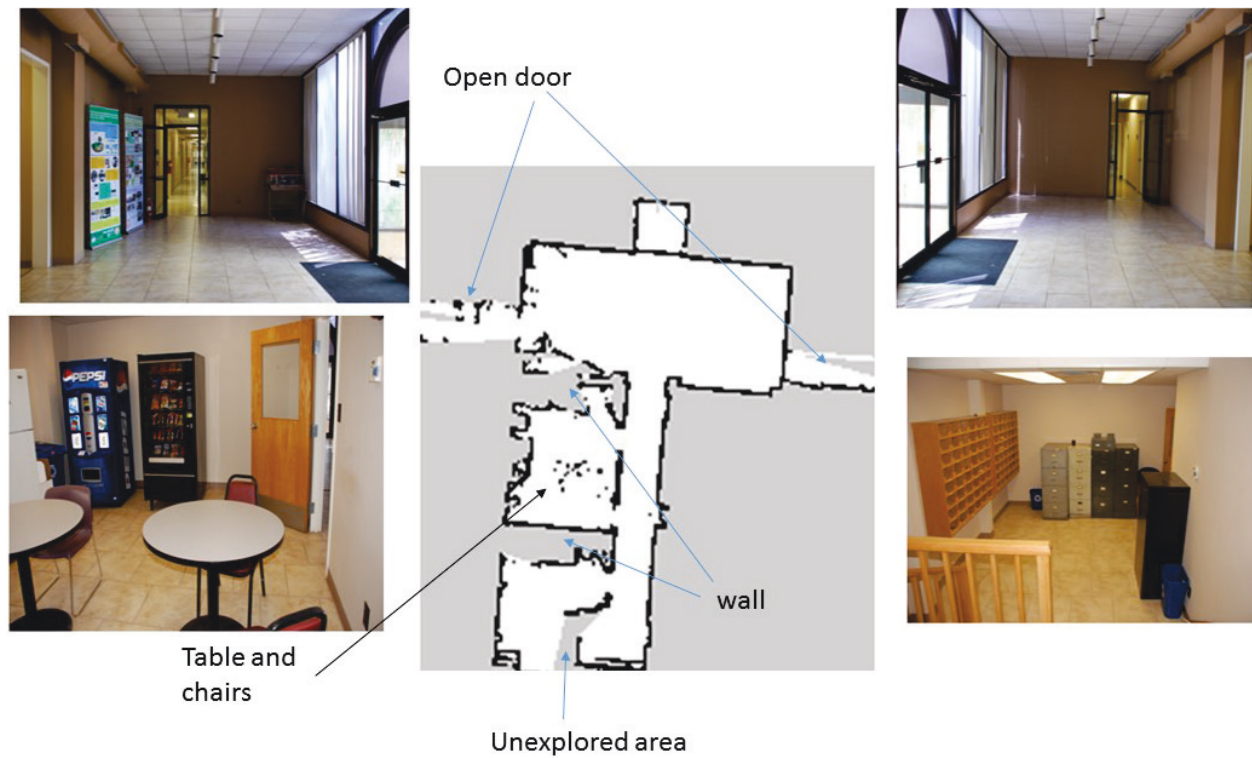 Open door
PEPSI
wall
Table and
chairs
Unexplored area